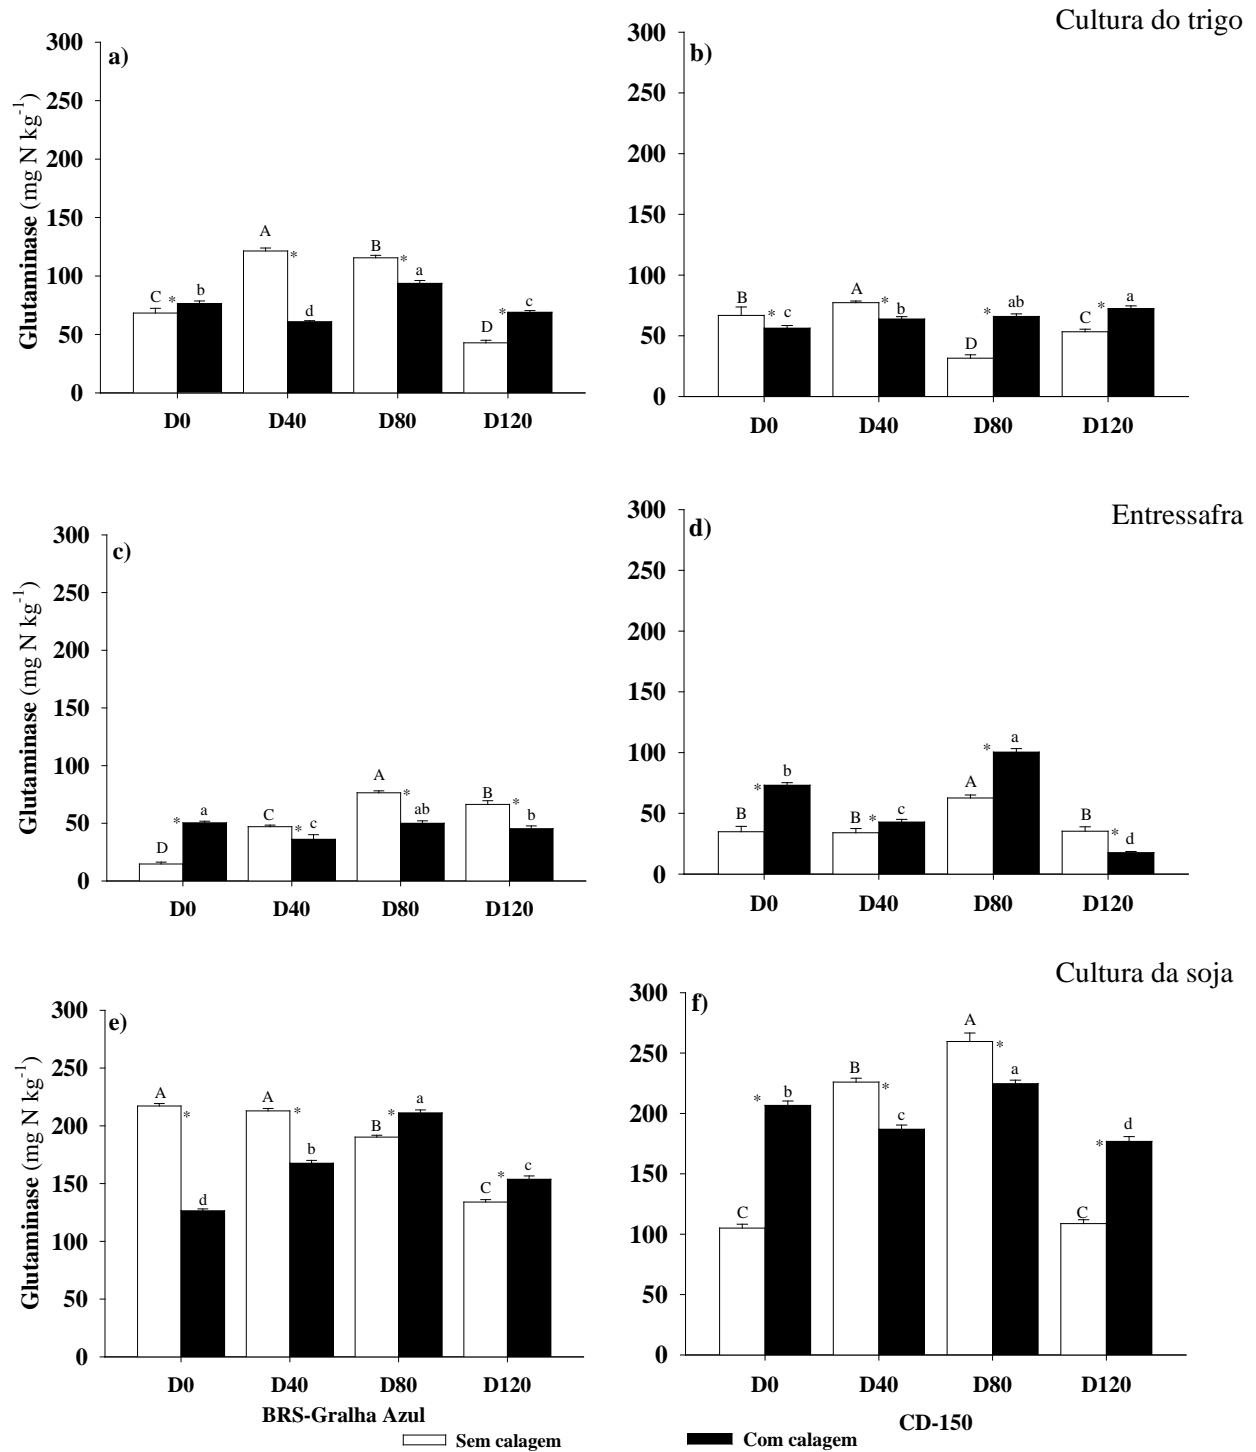 Cultura do trigo
a)
Glutaminase (mg N kg⁻¹)
300
250
200
150
100
50
0
C * b
A * d
B * a
D * c
D0 D40 D80 D120
b)
300
250
200
150
100
50
0
B * c
A * b
D * ab
C * a
D0 D40 D80 D120
Entressafra
c)
Glutaminase (mg N kg⁻¹)
300
250
200
150
100
50
0
D * a
C * c
A * ab
B * b
D0 D40 D80 D120
d)
300
250
200
150
100
50
0
B * b
B * c
A * a
B * d
D0 D40 D80 D120
Cultura da soja
e)
Glutaminase (mg N kg⁻¹)
300
250
200
150
100
50
0
A * d
A * b
B * a
C * c
D0 D40 D80 D120
BRS-Gralha Azul
f)
300
250
200
150
100
50
0
C * b
B * c
A * a
C * d
D0 D40 D80 D120
CD-150
Sem calagem Com calagem